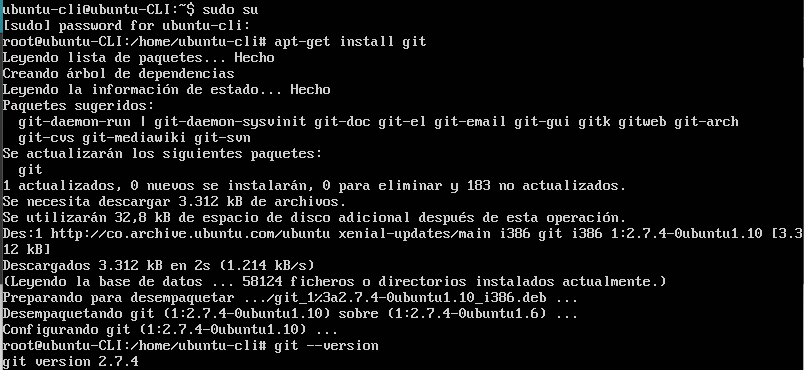 ubuntu-cli@ubuntu-CLI:~$ sudo su
[sudo] password for ubuntu-cli:
root@ubuntu-CLI:/home/ubuntu-cli# apt-get install git
Leyendo lista de paquetes... Hecho
Creando árbol de dependencias
Leyendo la información de estado... Hecho
Paquetes sugeridos:
  git-daemon-run | git-daemon-sysvinit git-doc git-el git-email git-gui gitk gitweb git-arch
  git-cvs git-mediawiki git-svn
Se actualizarán los siguientes paquetes:
  git
1 actualizados, 0 nuevos se instalarán, 0 para eliminar y 183 no actualizados.
Se necesita descargar 3.312 kB de archivos.
Se utilizarán 32,8 kB de espacio de disco adicional después de esta operación.
Des:1 http://co.archive.ubuntu.com/ubuntu xenial-updates/main i386 git i386 1:2.7.4-0ubuntu1.10 [3.3
12 kB]
Descargados 3.312 kB en 2s (1.214 kB/s)
(Leyendo la base de datos ... 58124 ficheros o directorios instalados actualmente.)
Preparando para desempaquetar .../git_1%3a2.7.4-0ubuntu1.10_i386.deb ...
Desempaquetando git (1:2.7.4-0ubuntu1.10) sobre (1:2.7.4-0ubuntu1.6) ...
Configurando git (1:2.7.4-0ubuntu1.10) ...
root@ubuntu-CLI:/home/ubuntu-cli# git --version
git version 2.7.4